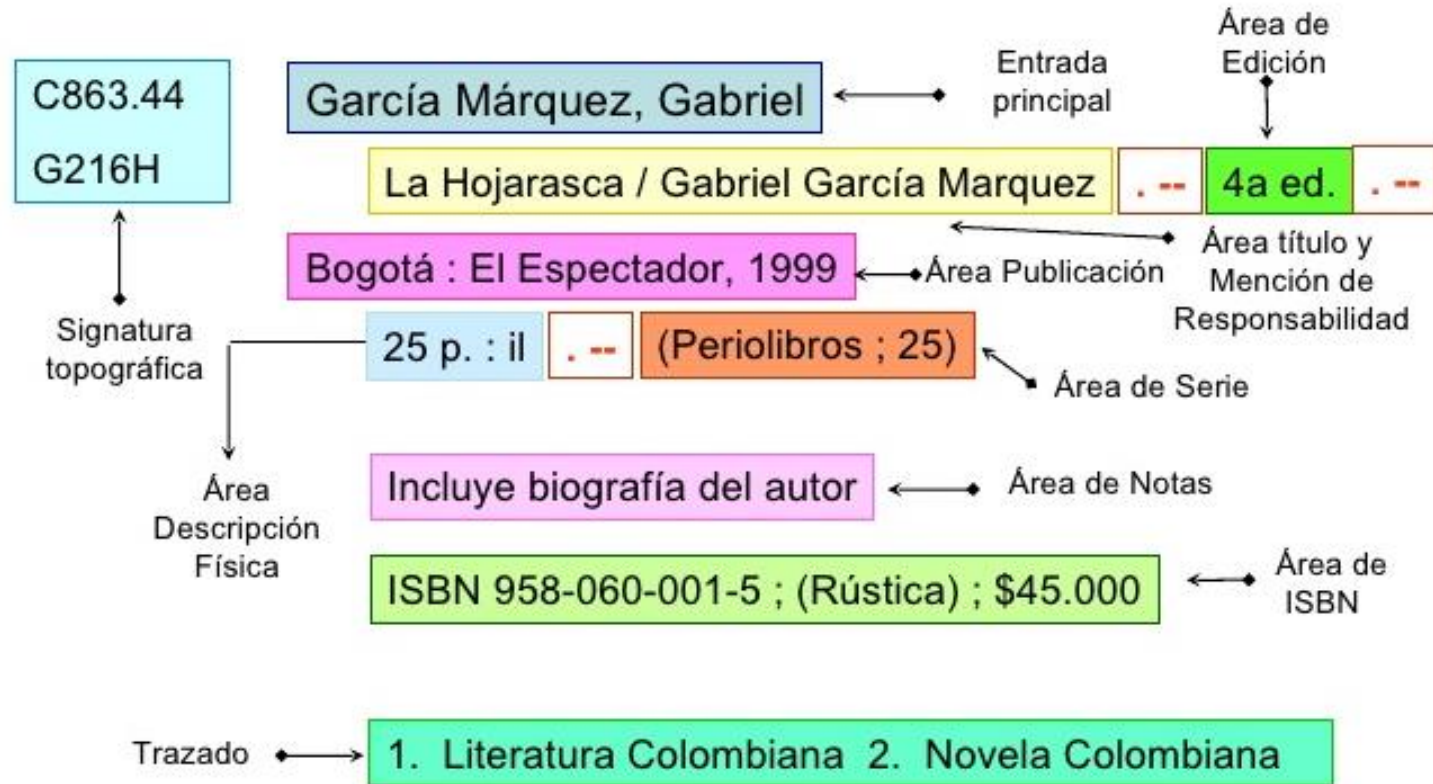 Área de
Edición
C863.44
G216H
García Márquez, Gabriel
Entrada
principal
La Hojarasca / Gabriel García Marquez . -- 4a ed. . --
Bogotá : El Espectador, 1999
Área Publicación
Área título y
Mención de
Responsabilidad
Signatura
topográfica
25 p. : il . -- (Periolibros ; 25)
Área de Serie
Área
Descripción
Física
Incluye biografía del autor
Área de Notas
ISBN 958-060-001-5 ; (Rústica) ; $45.000
Área de
ISBN
Trazado
1. Literatura Colombiana 2. Novela Colombiana